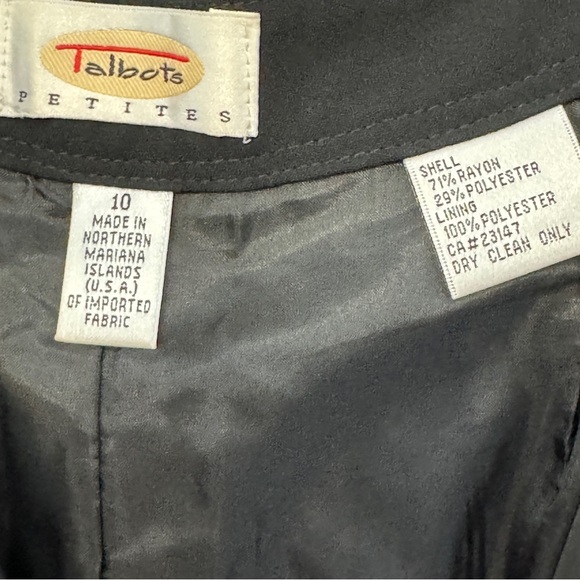 Talbots
PETITES
10
MADE IN
NORTHERN
MARIANA
ISLANDS
(U.S.A.)
OF IMPORTED
FABRIC
SHELL
71% RAYON
29% POLYESTER
LINING
100% POLYESTER
CA# 23147
DRY CLEAN ONLY